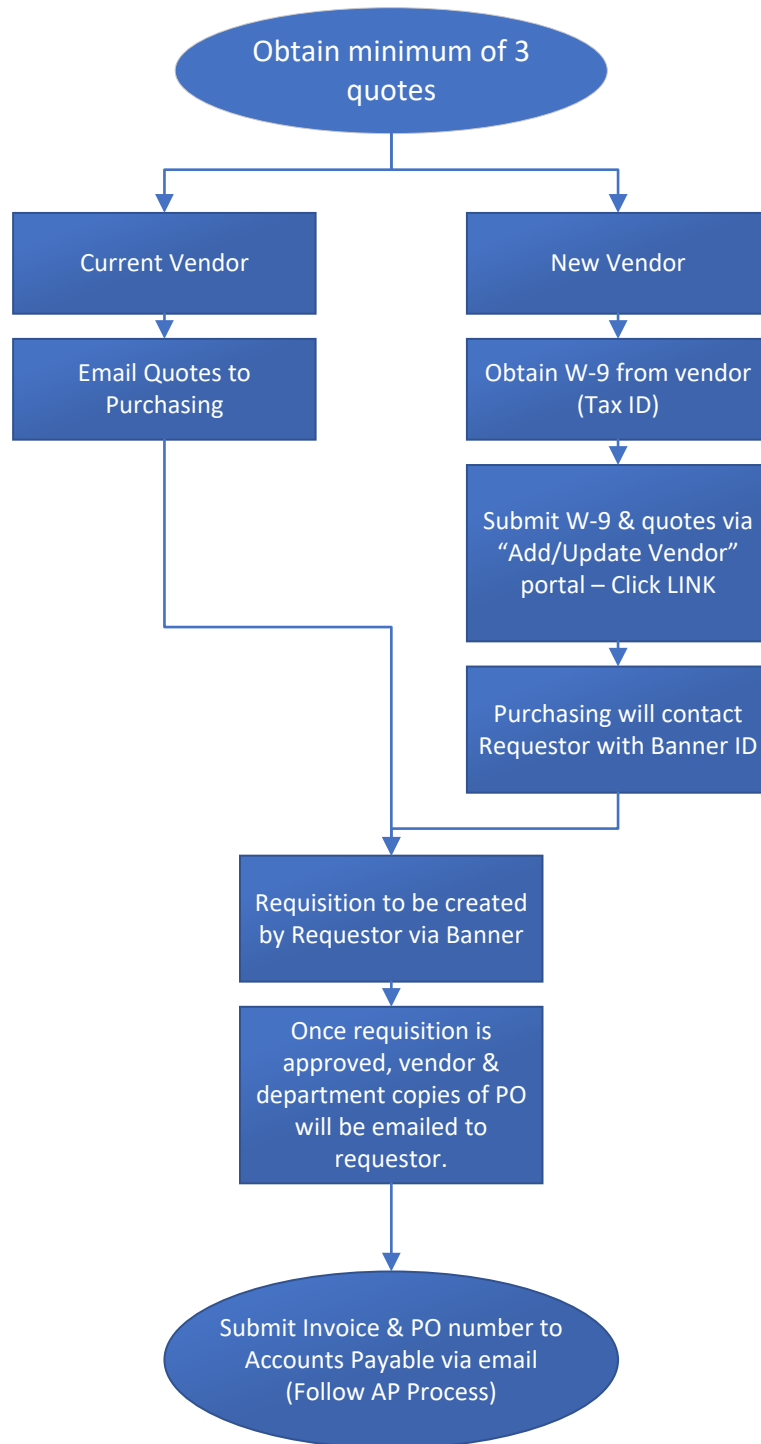 Obtain minimum of 3
quotes
Current Vendor
New Vendor
Email Quotes to
Purchasing
Obtain W-9 from vendor
(Tax ID)
Submit W-9 & quotes via
“Add/Update Vendor”
portal – Click LINK
Purchasing will contact
Requestor with Banner ID
Requisition to be created
by Requestor via Banner
Once requisition is
approved, vendor &
department copies of PO
will be emailed to
requestor.
Submit Invoice & PO number to
Accounts Payable via email
(Follow AP Process)